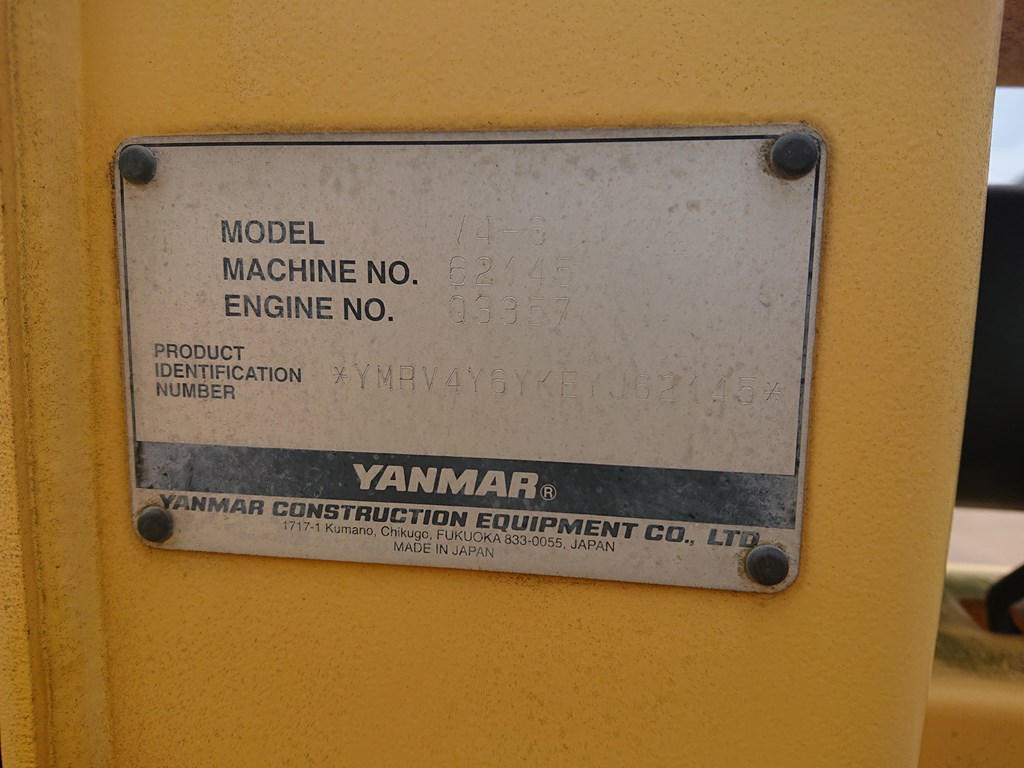 MODEL V4-6
MACHINE NO. 62145
ENGINE NO. Q3357
PRODUCT
IDENTIFICATION
NUMBER *YMRV4Y6YKEYJ62145*
YANMAR®
YANMAR CONSTRUCTION EQUIPMENT CO., LTD
1717-1 Kumano, Chikugo, FUKUOKA 833-0055, JAPAN
MADE IN JAPAN